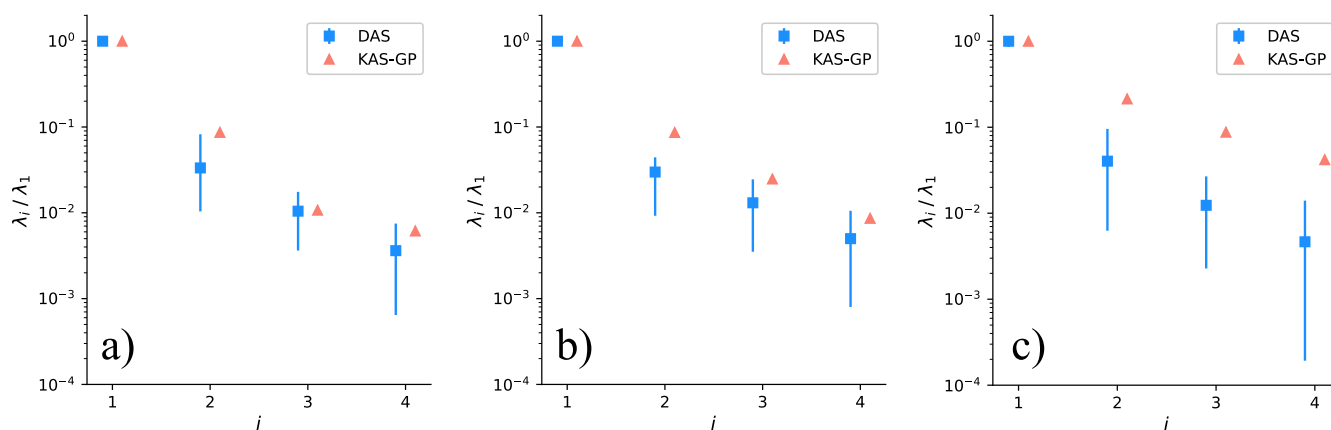 10⁰
10⁻¹
10⁻²
10⁻³
10⁻⁴
λᵢ / λ₁
DAS
KAS-GP
a)
1 2 3 4
i
10⁰
10⁻¹
10⁻²
10⁻³
10⁻⁴
λᵢ / λ₁
DAS
KAS-GP
b)
1 2 3 4
i
10⁰
10⁻¹
10⁻²
10⁻³
10⁻⁴
λᵢ / λ₁
DAS
KAS-GP
c)
1 2 3 4
i